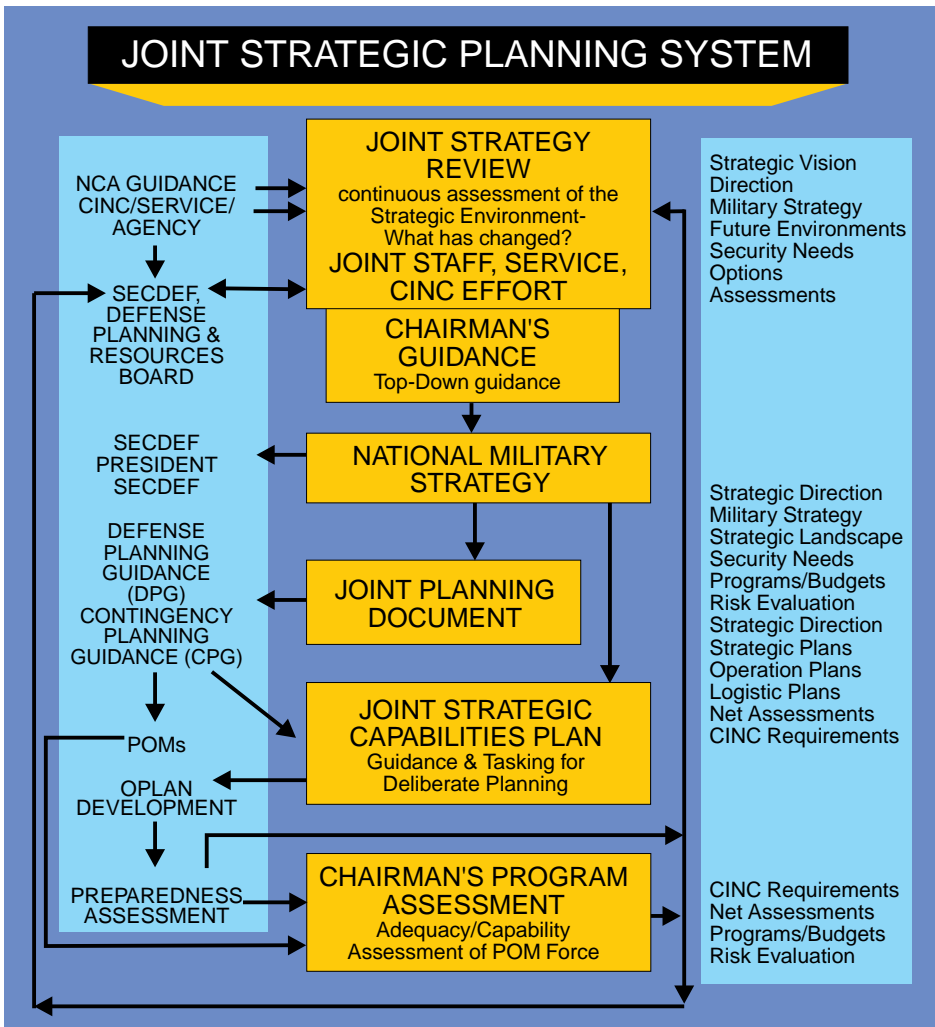 JOINT STRATEGIC PLANNING SYSTEM
NCA GUIDANCE
CINC/SERVICE/
AGENCY
SECDEF,
DEFENSE
PLANNING &
RESOURCES
BOARD
SECDEF
PRESIDENT
SECDEF
DEFENSE
PLANNING
GUIDANCE
(DPG)
CONTINGENCY
PLANNING
GUIDANCE (CPG)
POMs
OPLAN
DEVELOPMENT
PREPAREDNESS
ASSESSMENT
JOINT STRATEGY
REVIEW
continuous assessment of the
Strategic Environment-
What has changed?
JOINT STAFF, SERVICE,
CINC EFFORT
CHAIRMAN'S
GUIDANCE
Top-Down guidance
NATIONAL MILITARY
STRATEGY
JOINT PLANNING
DOCUMENT
JOINT STRATEGIC
CAPABILITIES PLAN
Guidance & Tasking for
Deliberate Planning
CHAIRMAN'S PROGRAM
ASSESSMENT
Adequacy/Capability
Assessment of POM Force
Strategic Vision
Direction
Military Strategy
Future Environments
Security Needs
Options
Assessments
Strategic Direction
Military Strategy
Strategic Landscape
Security Needs
Programs/Budgets
Risk Evaluation
Strategic Direction
Strategic Plans
Operation Plans
Logistic Plans
Net Assessments
CINC Requirements
CINC Requirements
Net Assessments
Programs/Budgets
Risk Evaluation